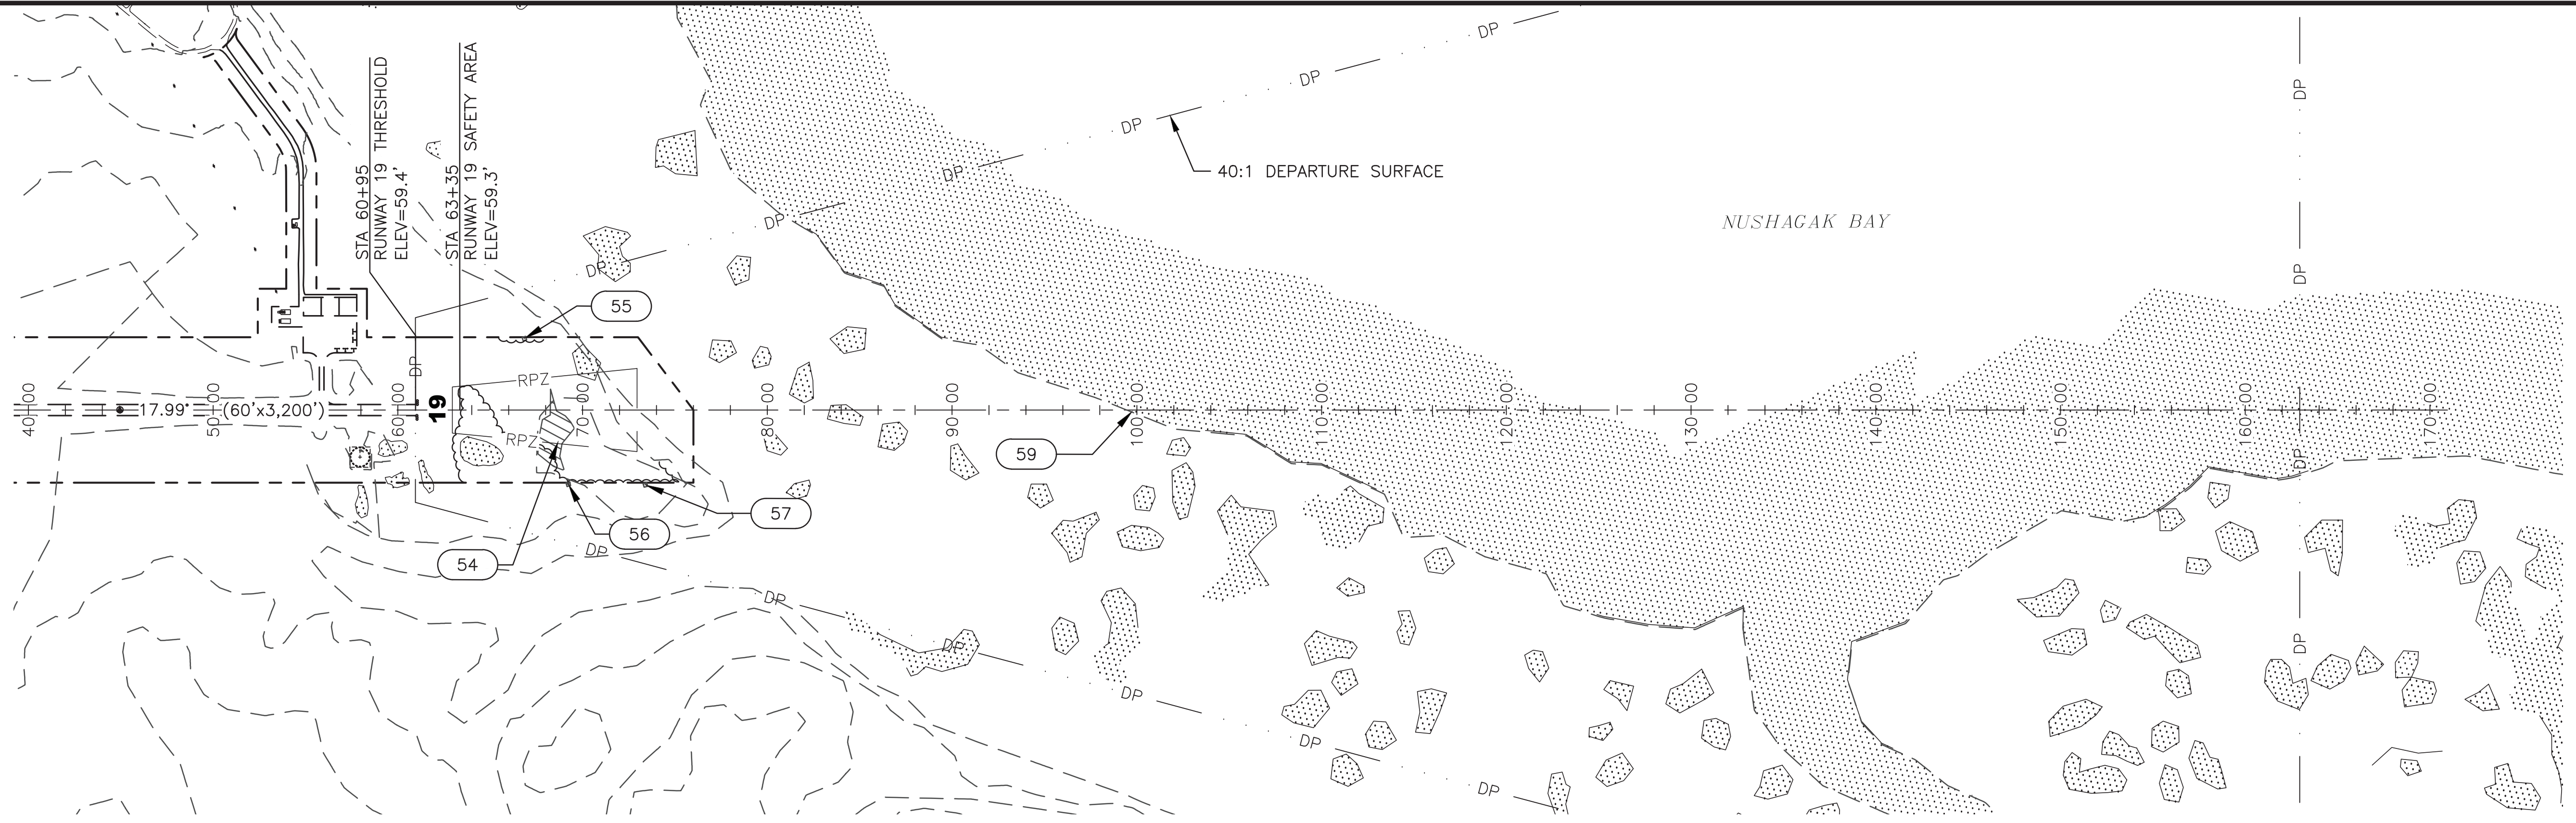 DP
DP
DP
DP
DP
DP
DP
40:1 DEPARTURE SURFACE
NUSHAGAK BAY
STA 60+95
RUNWAY 19 THRESHOLD
ELEV=59.4'
STA 63+35
RUNWAY 19 SAFETY AREA
ELEV=59.3'
DP
DP
55
DP
RPZ
19
17.99° (60'x3,200')
40+00
50+00
60+00
70+00
80+00
90+00
100+00
110+00
120+00
130+00
140+00
150+00
160+00
170+00
RPZ
59
DP
57
56
54
DP
DP
DP
DP
DP
DP
DP